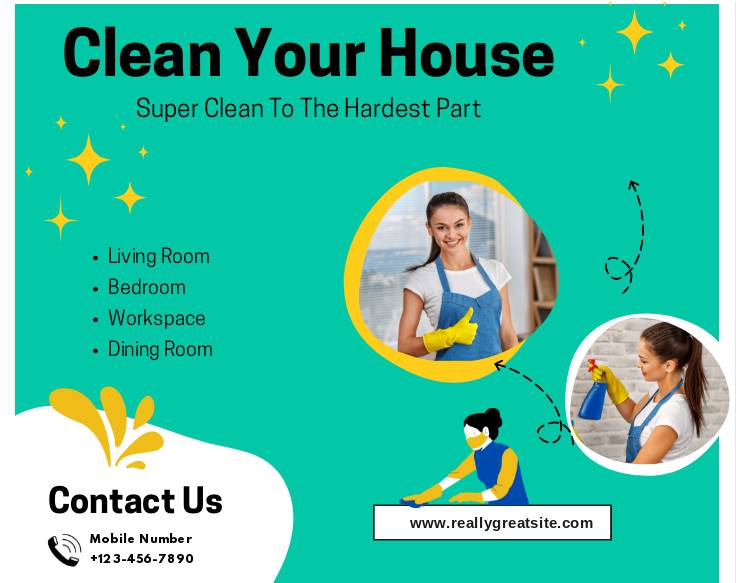 Clean Your House
Super Clean To The Hardest Part
• Living Room
• Bedroom
• Workspace
• Dining Room
Contact Us
Mobile Number
+123-456-7890
www.reallygreatsite.com